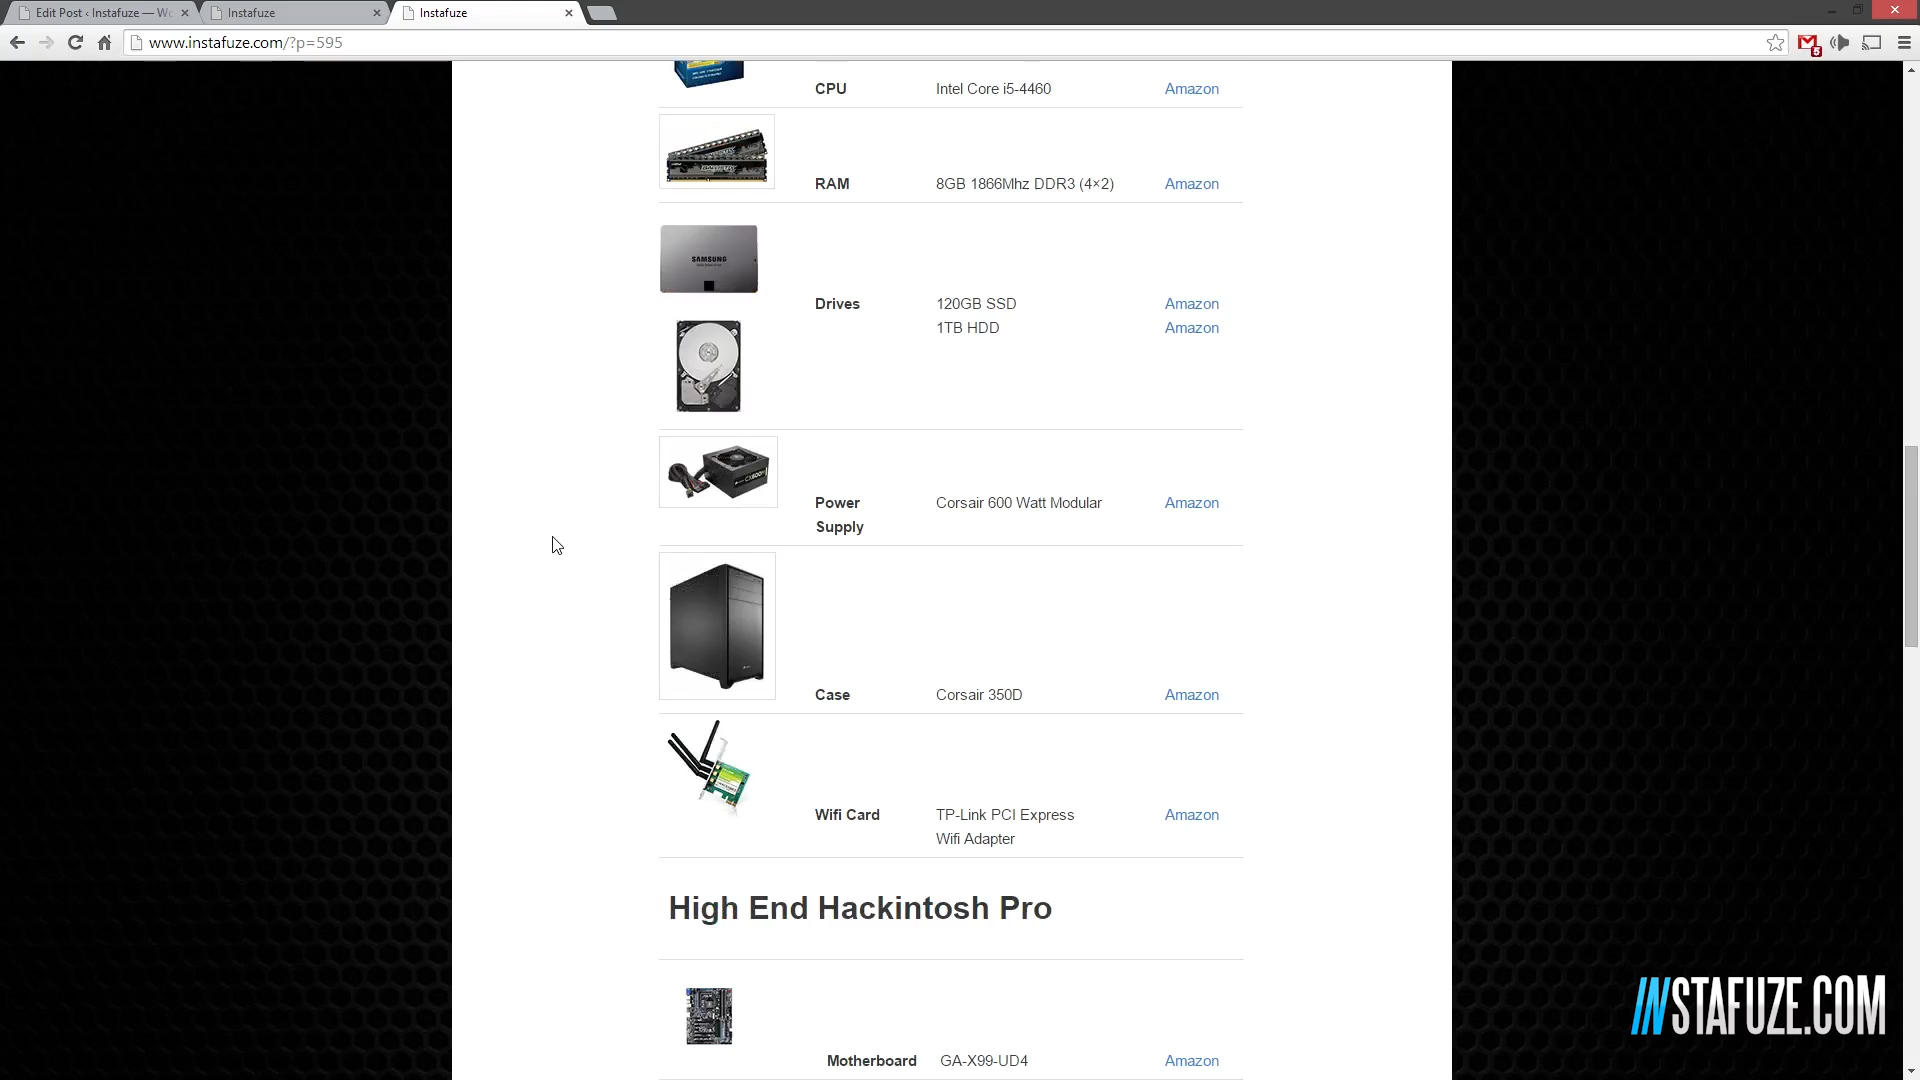 Edit Post ‹ Instafuze — Wo
Instafuze
Instafuze
www.instafuze.com/?p=595
5
CPU Intel Core i5-4460 Amazon
RAM 8GB 1866Mhz DDR3 (4×2) Amazon
SAMSUNG
Drives 120GB SSD Amazon
1TB HDD Amazon
CX600M
Power Corsair 600 Watt Modular Amazon
Supply
Case Corsair 350D Amazon
Wifi Card TP-Link PCI Express Amazon
Wifi Adapter
High End Hackintosh Pro
Motherboard GA-X99-UD4 Amazon
INSTAFUZE.COM